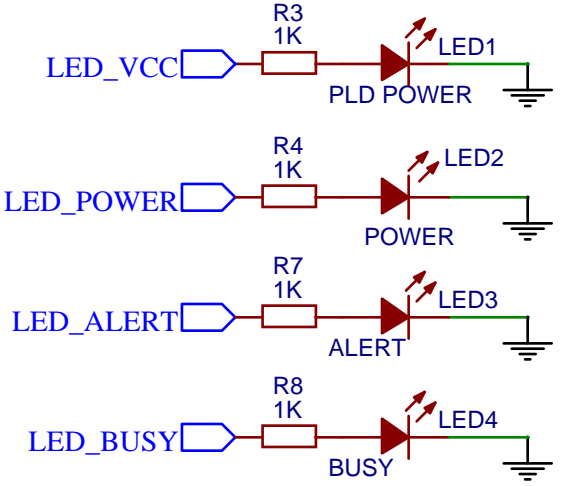 R3
1K
LED1
LED_VCC
PLD POWER
R4
1K
LED2
LED_POWER
POWER
R7
1K
LED3
LED_ALERT
ALERT
R8
1K
LED4
LED_BUSY
BUSY